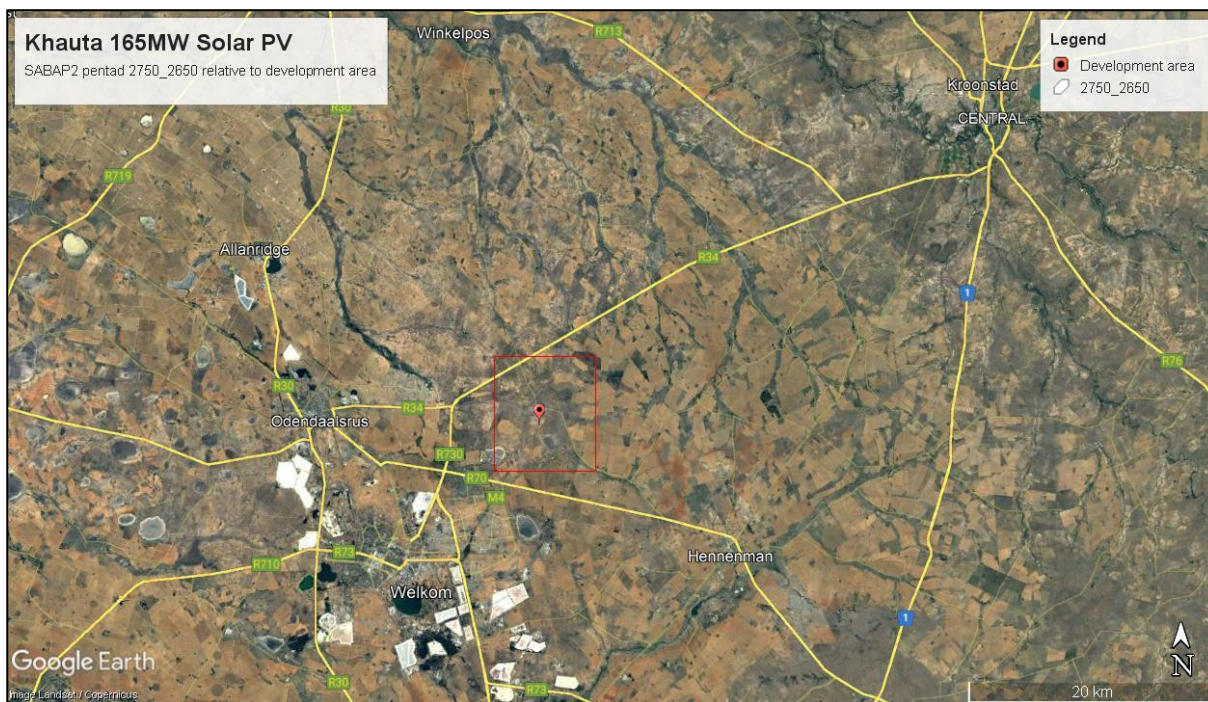 Khauta 165MW Solar PV
SABAP2 pentad 2750_2650 relative to development area
Legend
Development area
2750_2650
Winkelpos
R713
Kroonstad
CENTRAL
R30
R719
Allanridge
R34
1
R76
R30
R34
Odendaalsrus
R730
R70
M4
Hennenman
R73
R710
Welkom
1
R30
R73
Google Earth
Image Landsat / Copernicus
N
20 km